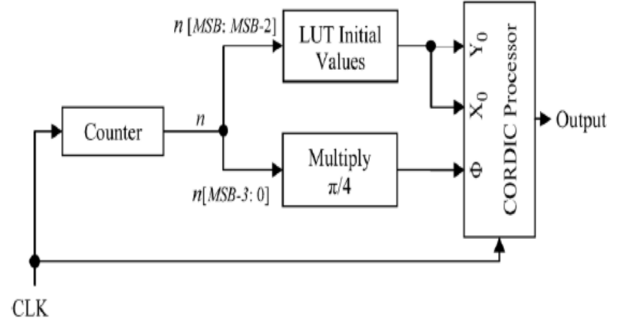 n [MSB: MSB-2]
LUT Initial
Values
Y0
X0
Φ
CORDIC Processor
Output
Counter
n
Multiply
π/4
n[MSB-3: 0]
CLK